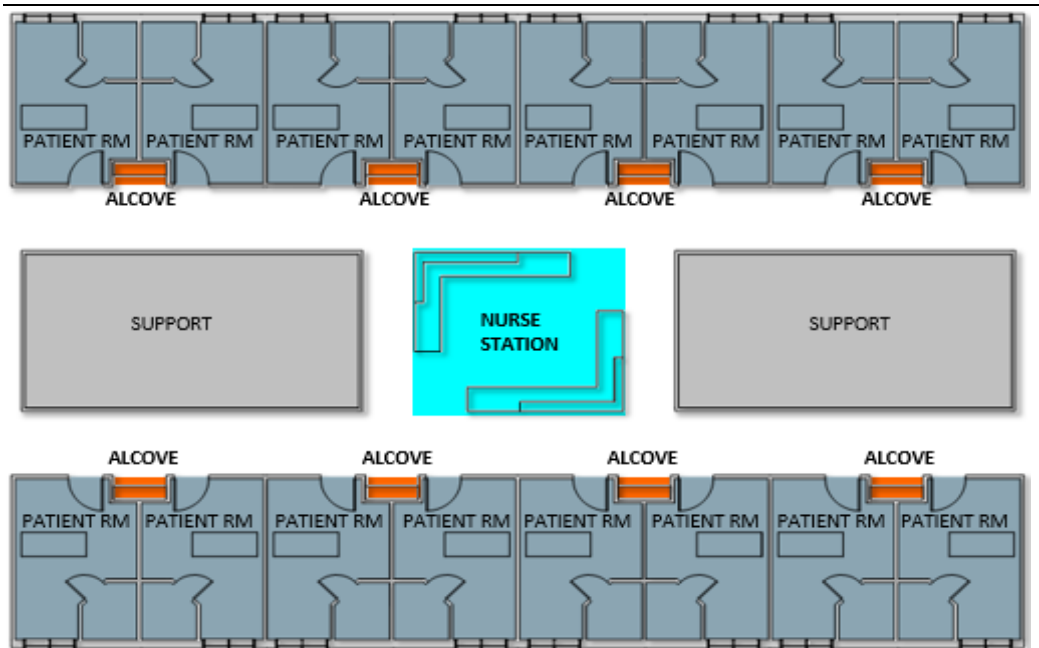 PATIENT RM PATIENT RM PATIENT RM PATIENT RM PATIENT RM PATIENT RM PATIENT RM PATIENT RM
ALCOVE ALCOVE ALCOVE ALCOVE
SUPPORT NURSE STATION SUPPORT
ALCOVE ALCOVE ALCOVE ALCOVE
PATIENT RM PATIENT RM PATIENT RM PATIENT RM PATIENT RM PATIENT RM PATIENT RM PATIENT RM